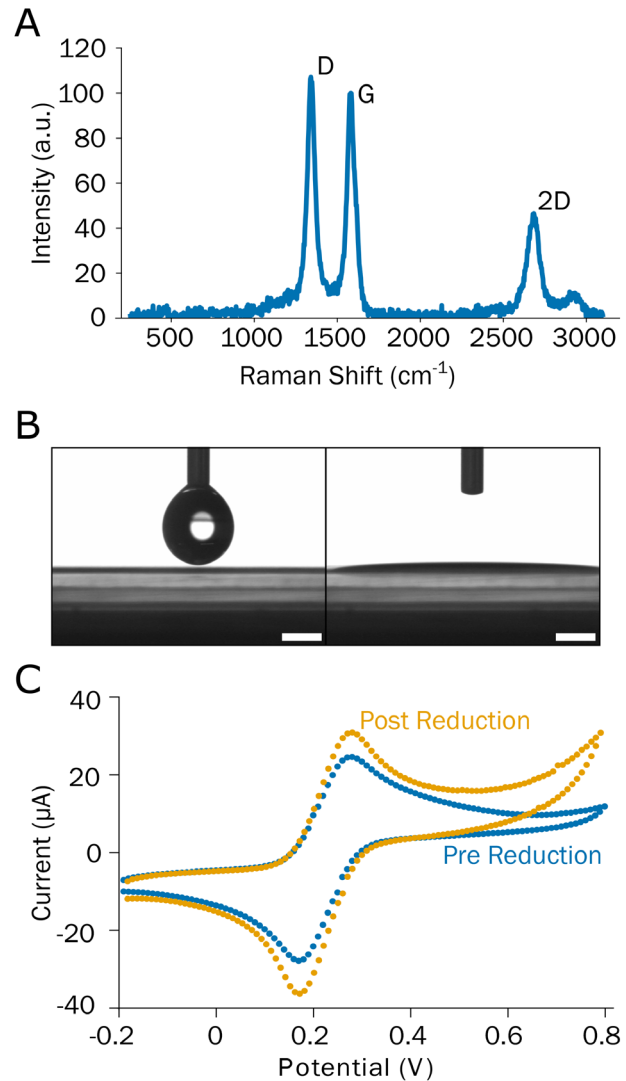 A
120
100
80
60
40
20
0
Intensity (a.u.)
D
G
2D
500 1000 1500 2000 2500 3000
Raman Shift (cm-1)
B
C
40
20
0
-20
-40
Current (µA)
Post Reduction
Pre Reduction
-0.2 0 0.2 0.4 0.6 0.8
Potential (V)